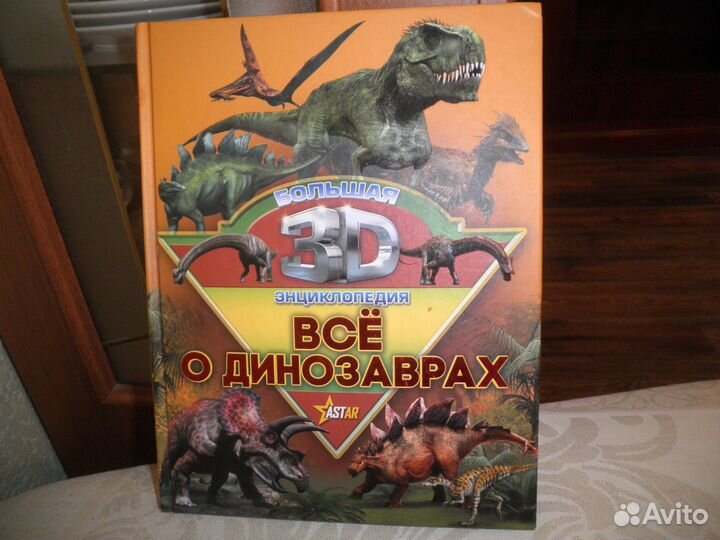 БОЛЬШАЯ
3D
ЭНЦИКЛОПЕДИЯ
ВСЁ
О ДИНОЗАВРАХ
ASTAR
Avito